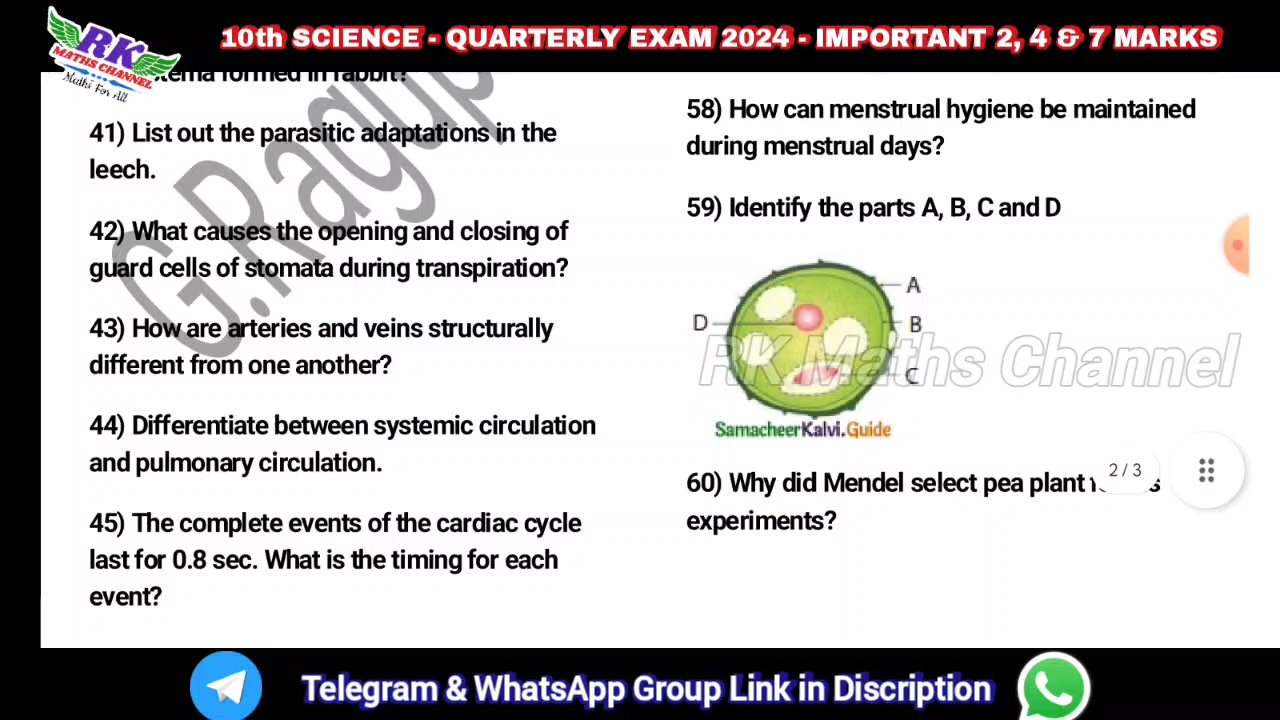 RK
MATHS CHANNEL
Maths For All
10th SCIENCE - QUARTERLY EXAM 2024 - IMPORTANT 2, 4 & 7 MARKS
formed in rabbit?
41) List out the parasitic adaptations in the
leech.
42) What causes the opening and closing of
guard cells of stomata during transpiration?
43) How are arteries and veins structurally
different from one another?
44) Differentiate between systemic circulation
and pulmonary circulation.
45) The complete events of the cardiac cycle
last for 0.8 sec. What is the timing for each
event?
58) How can menstrual hygiene be maintained
during menstrual days?
59) Identify the parts A, B, C and D
A
D
B
C
RK Maths Channel
SamacheerKalvi.Guide
60) Why did Mendel select pea plant
experiments?
2 / 3
Telegram & WhatsApp Group Link in Discription